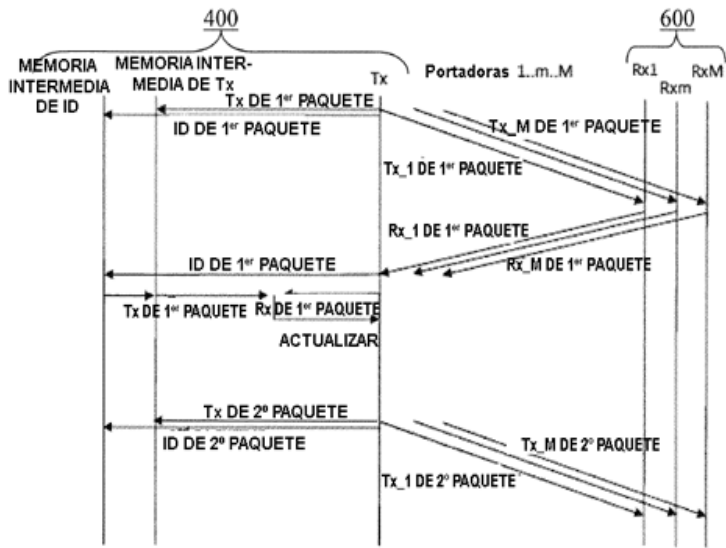 400
600
MEMORIA
INTERMEDIA
DE ID
MEMORIA INTER-
MEDIA DE Tx
Tx
Portadoras 1..m..M
Rx1
Rxm
RxM
Tx DE 1er PAQUETE
ID DE 1er PAQUETE
Tx_M DE 1er PAQUETE
Tx_1 DE 1er PAQUETE
Rx_1 DE 1er PAQUETE
Rx_M DE 1er PAQUETE
ID DE 1er PAQUETE
Tx DE 1er PAQUETE
Rx DE 1er PAQUETE
ACTUALIZAR
Tx DE 2º PAQUETE
ID DE 2º PAQUETE
Tx_M DE 2º PAQUETE
Tx_1 DE 2º PAQUETE